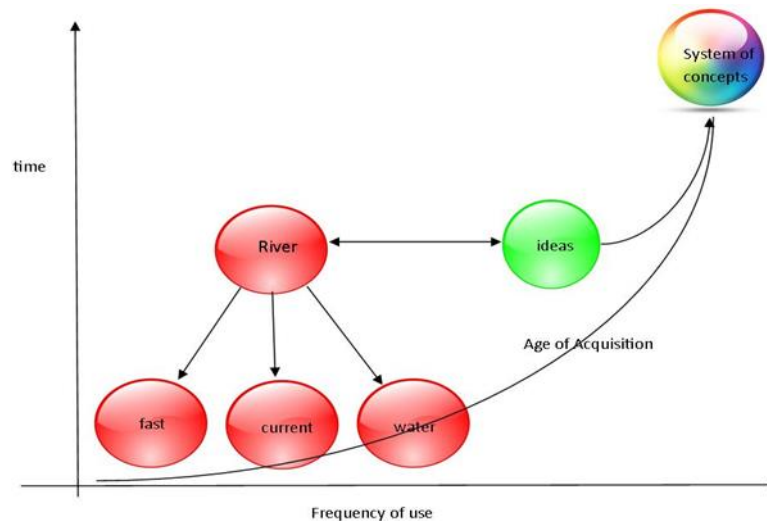 System of
concepts
time
River
ideas
Age of Acquisition
fast
current
water
Frequency of use